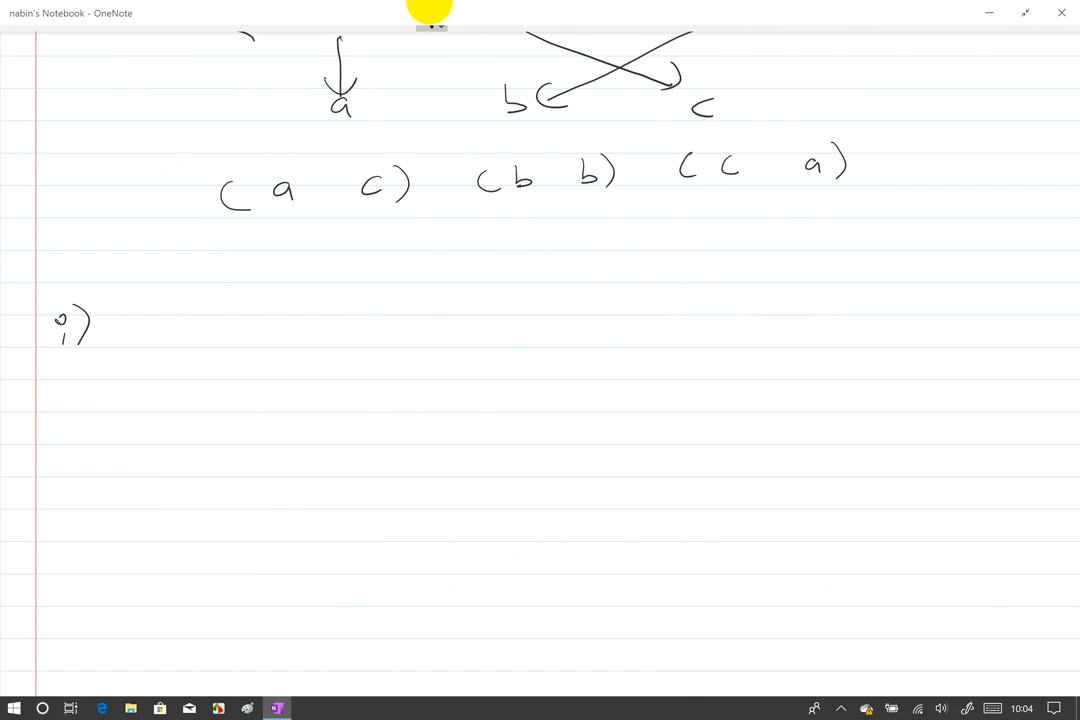 nabin's Notebook - OneNote
a b c
( a c) ( b b) ( c a)
i)
10:04